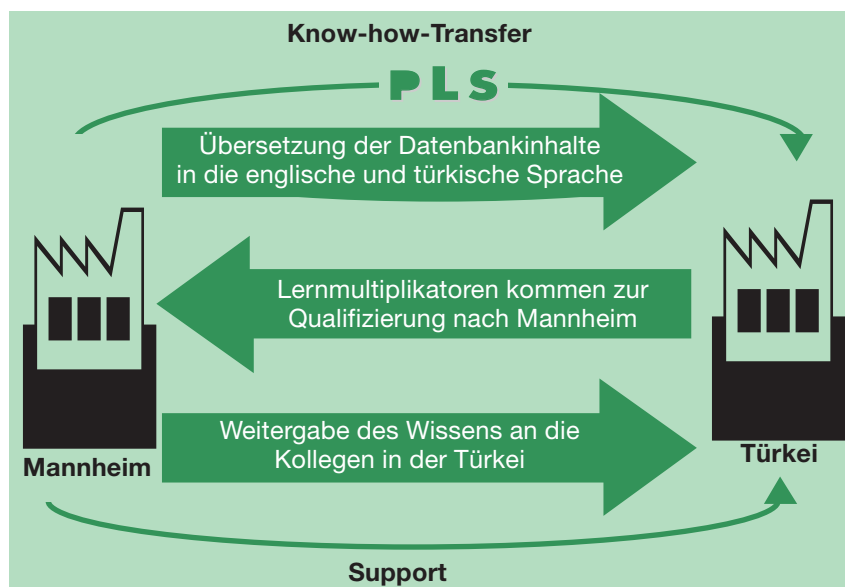 Know-how-Transfer
PLS
Übersetzung der Datenbankinhalte
in die englische und türkische Sprache
Lernmultiplikatoren kommen zur
Qualifizierung nach Mannheim
Weitergabe des Wissens an die
Kollegen in der Türkei
Mannheim
Türkei
Support